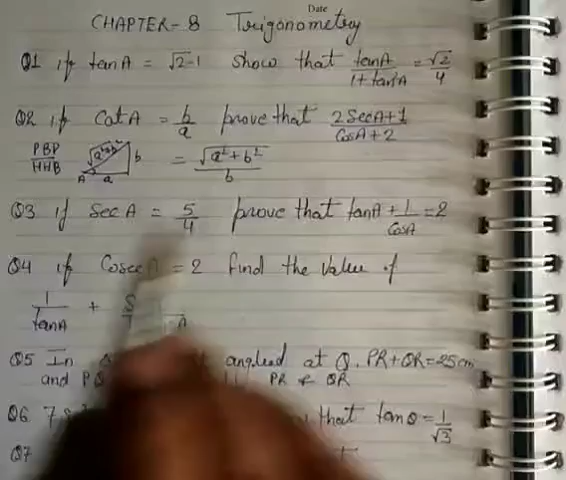 Date
CHAPTER-8 Trigonometry
Q1 if tanA = √2-1 show that tanA/1+tan²A = √2/4
Q2 if CotA = b/a prove that 2SecA+1/CosA+2
PBP/HHB √a²+b² b A a = √a²+b²/b
Q3 if SecA = 5/4 prove that tanA + 1/CosA = 2
Q4 if CosecA = 2 find the value of
1/tanA +
Q5 In angled at Q. PR+QR=25cm
and PQ PR & QR
Q6 7 that tanθ = 1/√3
Q7